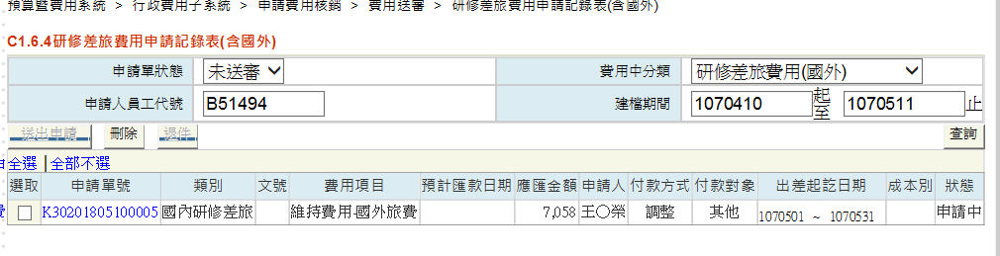 預算暨費用系統 > 行政費用子系統 > 申請費用核銷 > 費用送審 > 研修差旅費用申請記錄表(含國外)
C1.6.4研修差旅費用申請記錄表(含國外)
申請單狀態 未送審 費用中分類 研修差旅費用(國外)
申請人員工代號 B51494 建檔期間 1070410 起至 1070511 止
送出申請 刪除 退件 查詢
全選 | 全部不選
選取 申請單號 類別 文號 費用項目 預計匯款日期 應匯金額 申請人 付款方式 付款對象 出差起訖日期 成本別 狀態
K30201805100005 國內研修差旅 維持費用-國外旅費 7,058 王〇榮 調整 其他 1070501 ~ 1070531 申請中